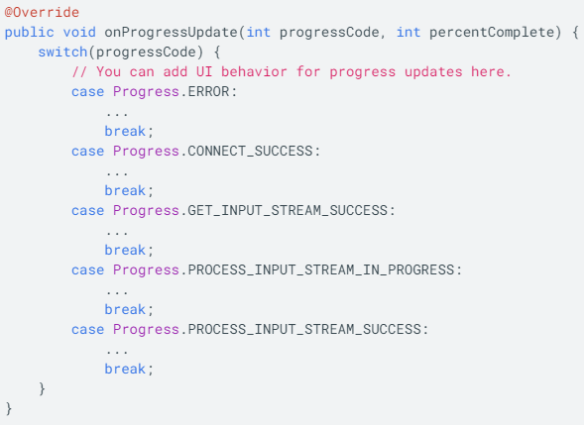 @Override
public void onProgressUpdate(int progressCode, int percentComplete) {
    switch(progressCode) {
        // You can add UI behavior for progress updates here.
        case Progress.ERROR:
            ...
            break;
        case Progress.CONNECT_SUCCESS:
            ...
            break;
        case Progress.GET_INPUT_STREAM_SUCCESS:
            ...
            break;
        case Progress.PROCESS_INPUT_STREAM_IN_PROGRESS:
            ...
            break;
        case Progress.PROCESS_INPUT_STREAM_SUCCESS:
            ...
            break;
    }
}